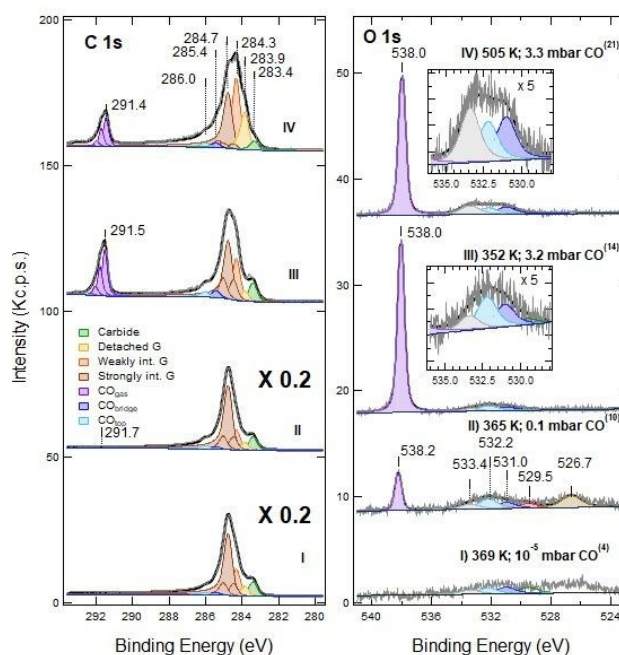 C 1s
284.7
285.4
286.0
284.3
283.9
283.4
291.4
IV
291.5
III
Carbide
Detached G
Weakly int. G
Strongly int. G
COgas
CObridge
COtop
X 0.2
II
291.7
X 0.2
I
200
150
100
50
0
292 290 288 286 284 282 280
Binding Energy (eV)
Intensity (Kc.p.s.)
O 1s
538.0
IV) 505 K; 3.3 mbar CO(21)
x 5
535.0 532.5 530.0
538.0
III) 352 K; 3.2 mbar CO(14)
x 5
535.0 532.5 530.0
II) 365 K; 0.1 mbar CO(10)
538.2
533.4
532.2
531.0
529.5
526.7
I) 369 K; 10-5 mbar CO(4)
50
40
30
20
10
0
540 536 532 528 524
Binding Energy (eV)